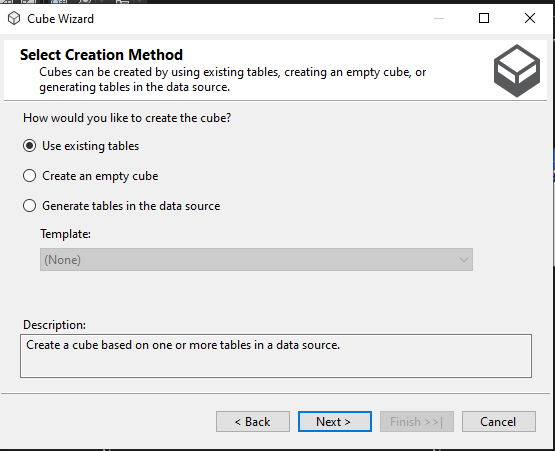 Cube Wizard
Select Creation Method
Cubes can be created by using existing tables, creating an empty cube, or
generating tables in the data source.
How would you like to create the cube?
Use existing tables
Create an empty cube
Generate tables in the data source
Template:
(None)
Description:
Create a cube based on one or more tables in a data source.
< Back
Next >
Finish >>|
Cancel